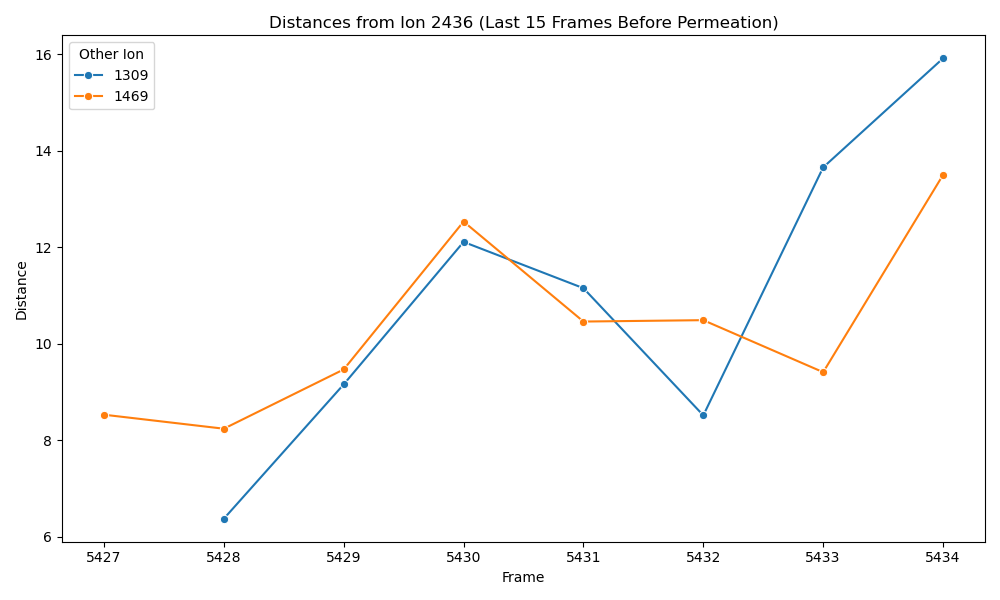 Distances from Ion 2436 (Last 15 Frames Before Permeation)
Other Ion
1309
1469
Distance
16
14
12
10
8
6
5427 5428 5429 5430 5431 5432 5433 5434
Frame